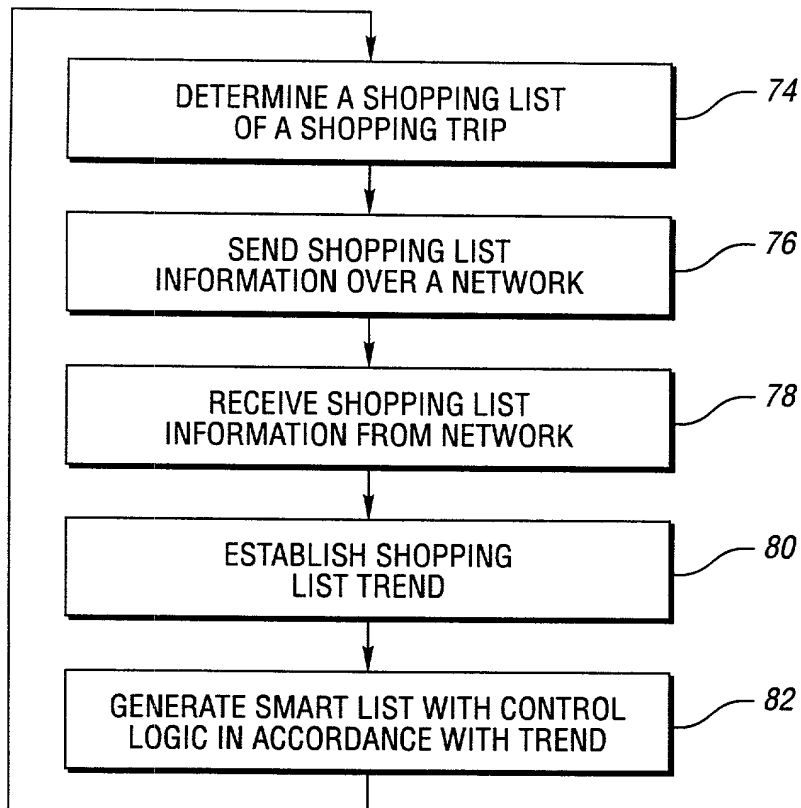 DETERMINE A SHOPPING LIST
OF A SHOPPING TRIP
74
SEND SHOPPING LIST
INFORMATION OVER A NETWORK
76
RECEIVE SHOPPING LIST
INFORMATION FROM NETWORK
78
ESTABLISH SHOPPING
LIST TREND
80
GENERATE SMART LIST WITH CONTROL
LOGIC IN ACCORDANCE WITH TREND
82